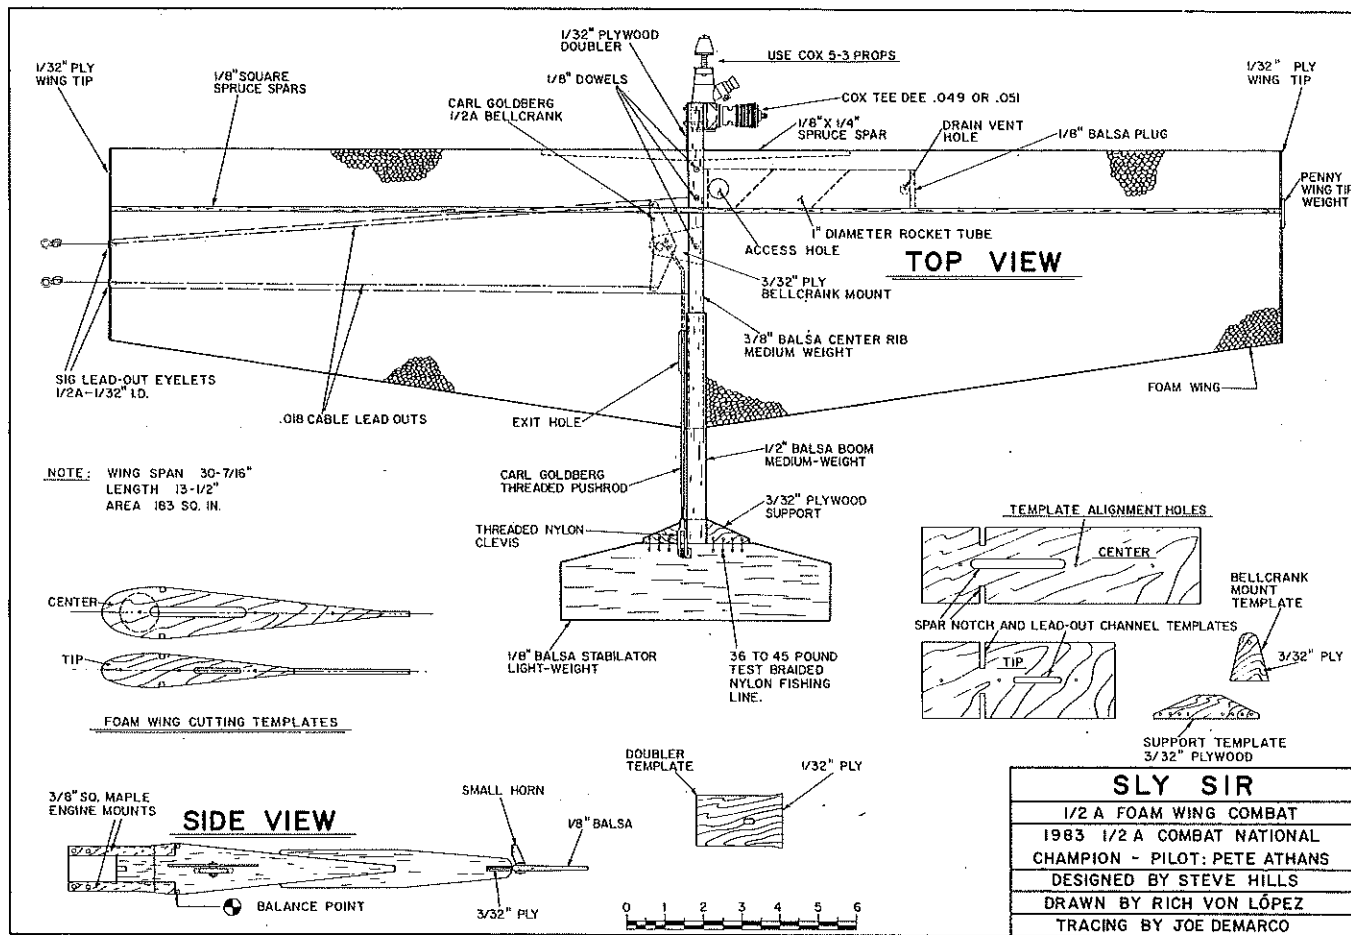 1/32" PLY
WING TIP
1/8" SQUARE
SPRUCE SPARS
CARL GOLDBERG
1/2A BELLCRANK
1/32" PLYWOOD
DOUBLER
1/8" DOWELS
USE COX 5-3 PROPS
COX TEE DEE .049 OR .051
1/8" X 1/4"
SPRUCE SPAR
DRAIN VENT
HOLE
1/8" BALSA PLUG
1/32" PLY
WING TIP
PENNY
WING TIP
WEIGHT
1" DIAMETER ROCKET TUBE
ACCESS HOLE
TOP VIEW
3/32" PLY
BELLCRANK MOUNT
3/8" BALSA CENTER RIB
MEDIUM WEIGHT
SIG LEAD-OUT EYELETS
1/2A-1/32" I.D.
.018 CABLE LEAD OUTS
EXIT HOLE
FOAM WING
NOTE: WING SPAN 30-7/16"
LENGTH 13-1/2"
AREA 183 SQ. IN.
CARL GOLDBERG
THREADED PUSHROD
1/2" BALSA BOOM
MEDIUM-WEIGHT
3/32" PLYWOOD
SUPPORT
THREADED NYLON
CLEVIS
TEMPLATE ALIGNMENT HOLES
CENTER
BELLCRANK
MOUNT
TEMPLATE
SPAR NOTCH AND LEAD-OUT CHANNEL TEMPLATES
TIP
3/32" PLY
CENTER
TIP
FOAM WING CUTTING TEMPLATES
1/8" BALSA STABILATOR
LIGHT-WEIGHT
36 TO 45 POUND
TEST BRAIDED
NYLON FISHING
LINE.
SUPPORT TEMPLATE
3/32" PLYWOOD
DOUBLER
TEMPLATE
1/32" PLY
3/8" SQ. MAPLE
ENGINE MOUNTS
SIDE VIEW
SMALL HORN
1/8" BALSA
BALANCE POINT
3/32" PLY
0 1 2 3 4 5 6
SLY SIR
1/2 A FOAM WING COMBAT
1983 1/2 A COMBAT NATIONAL
CHAMPION - PILOT: PETE ATHANS
DESIGNED BY STEVE HILLS
DRAWN BY RICH VON LÓPEZ
TRACING BY JOE DEMARCO